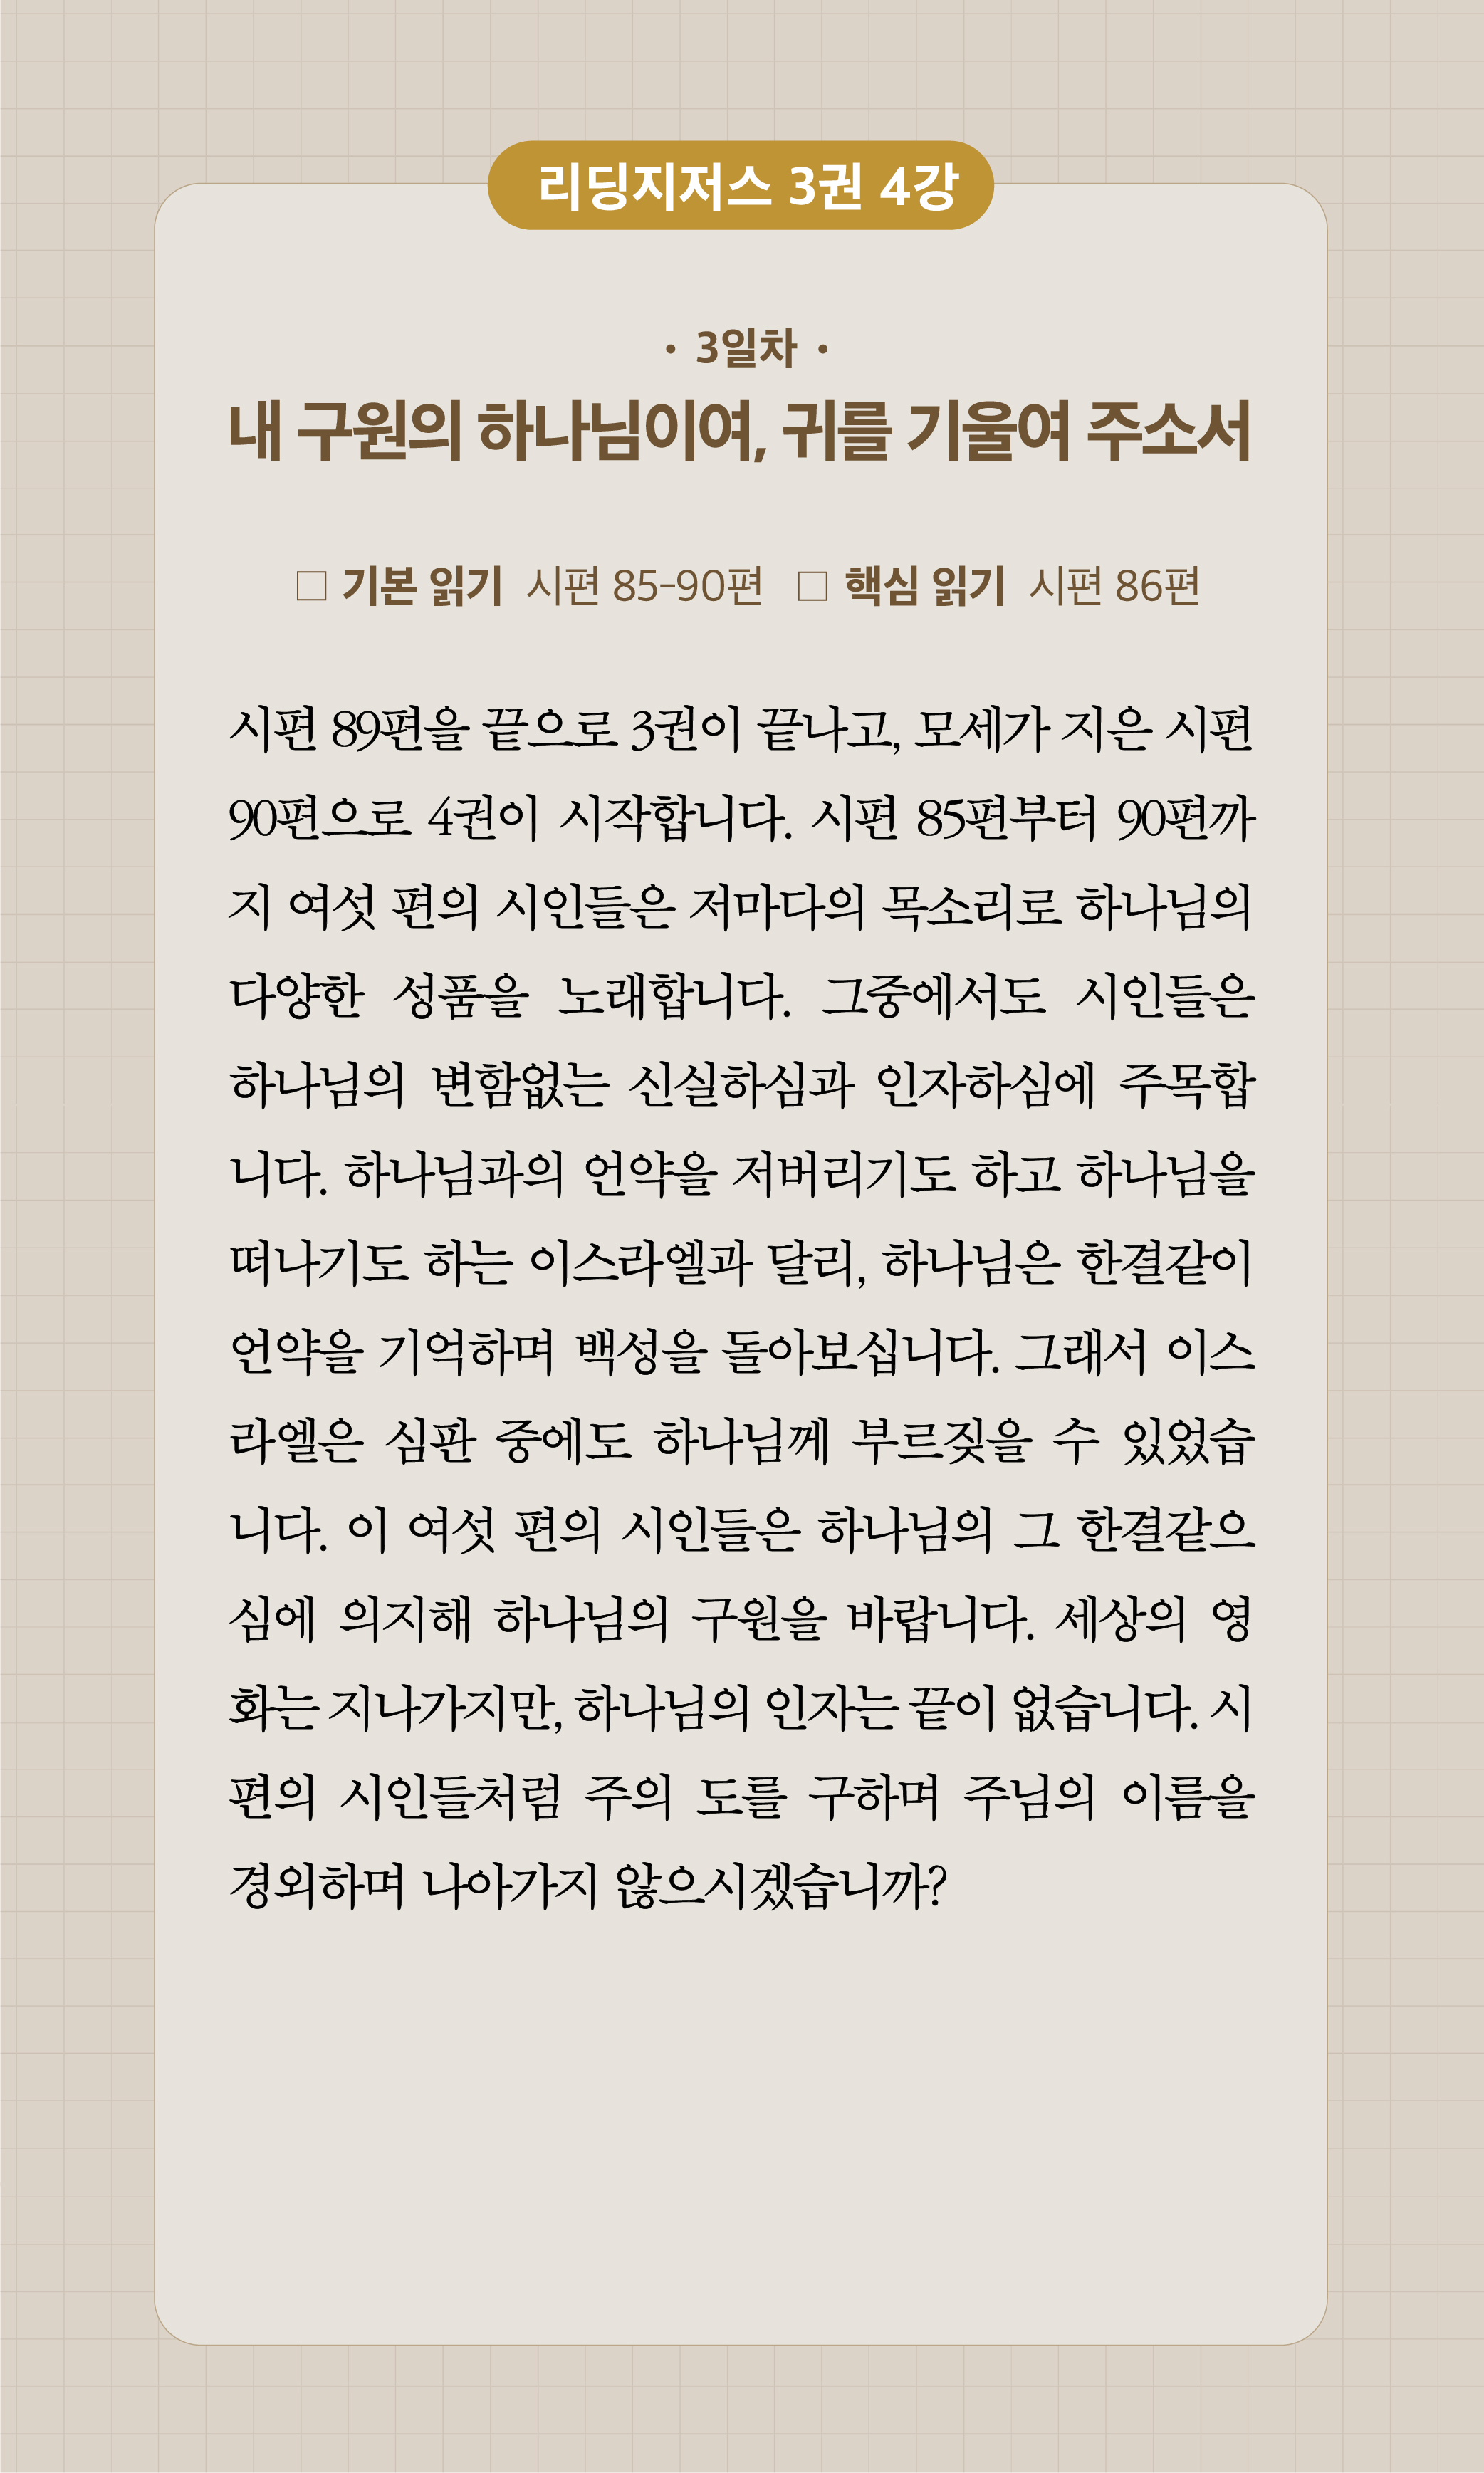 리딩지저스 3권 4강
· 3일차 ·
내 구원의 하나님이여, 귀를 기울여 주소서
□ 기본 읽기 시편 85-90편 □ 핵심 읽기 시편 86편
시편 89편을 끝으로 3권이 끝나고, 모세가 지은 시편
90편으로 4권이 시작합니다. 시편 85편부터 90편까
지 여섯 편의 시인들은 저마다의 목소리로 하나님의
다양한 성품을 노래합니다. 그중에서도 시인들은
하나님의 변함없는 신실하심과 인자하심에 주목합
니다. 하나님과의 언약을 저버리기도 하고 하나님을
떠나기도 하는 이스라엘과 달리, 하나님은 한결같이
언약을 기억하며 백성을 돌아보십니다. 그래서 이스
라엘은 심판 중에도 하나님께 부르짖을 수 있었습
니다. 이 여섯 편의 시인들은 하나님의 그 한결같으
심에 의지해 하나님의 구원을 바랍니다. 세상의 영
화는 지나가지만, 하나님의 인자는 끝이 없습니다. 시
편의 시인들처럼 주의 도를 구하며 주님의 이름을
경외하며 나아가지 않으시겠습니까?